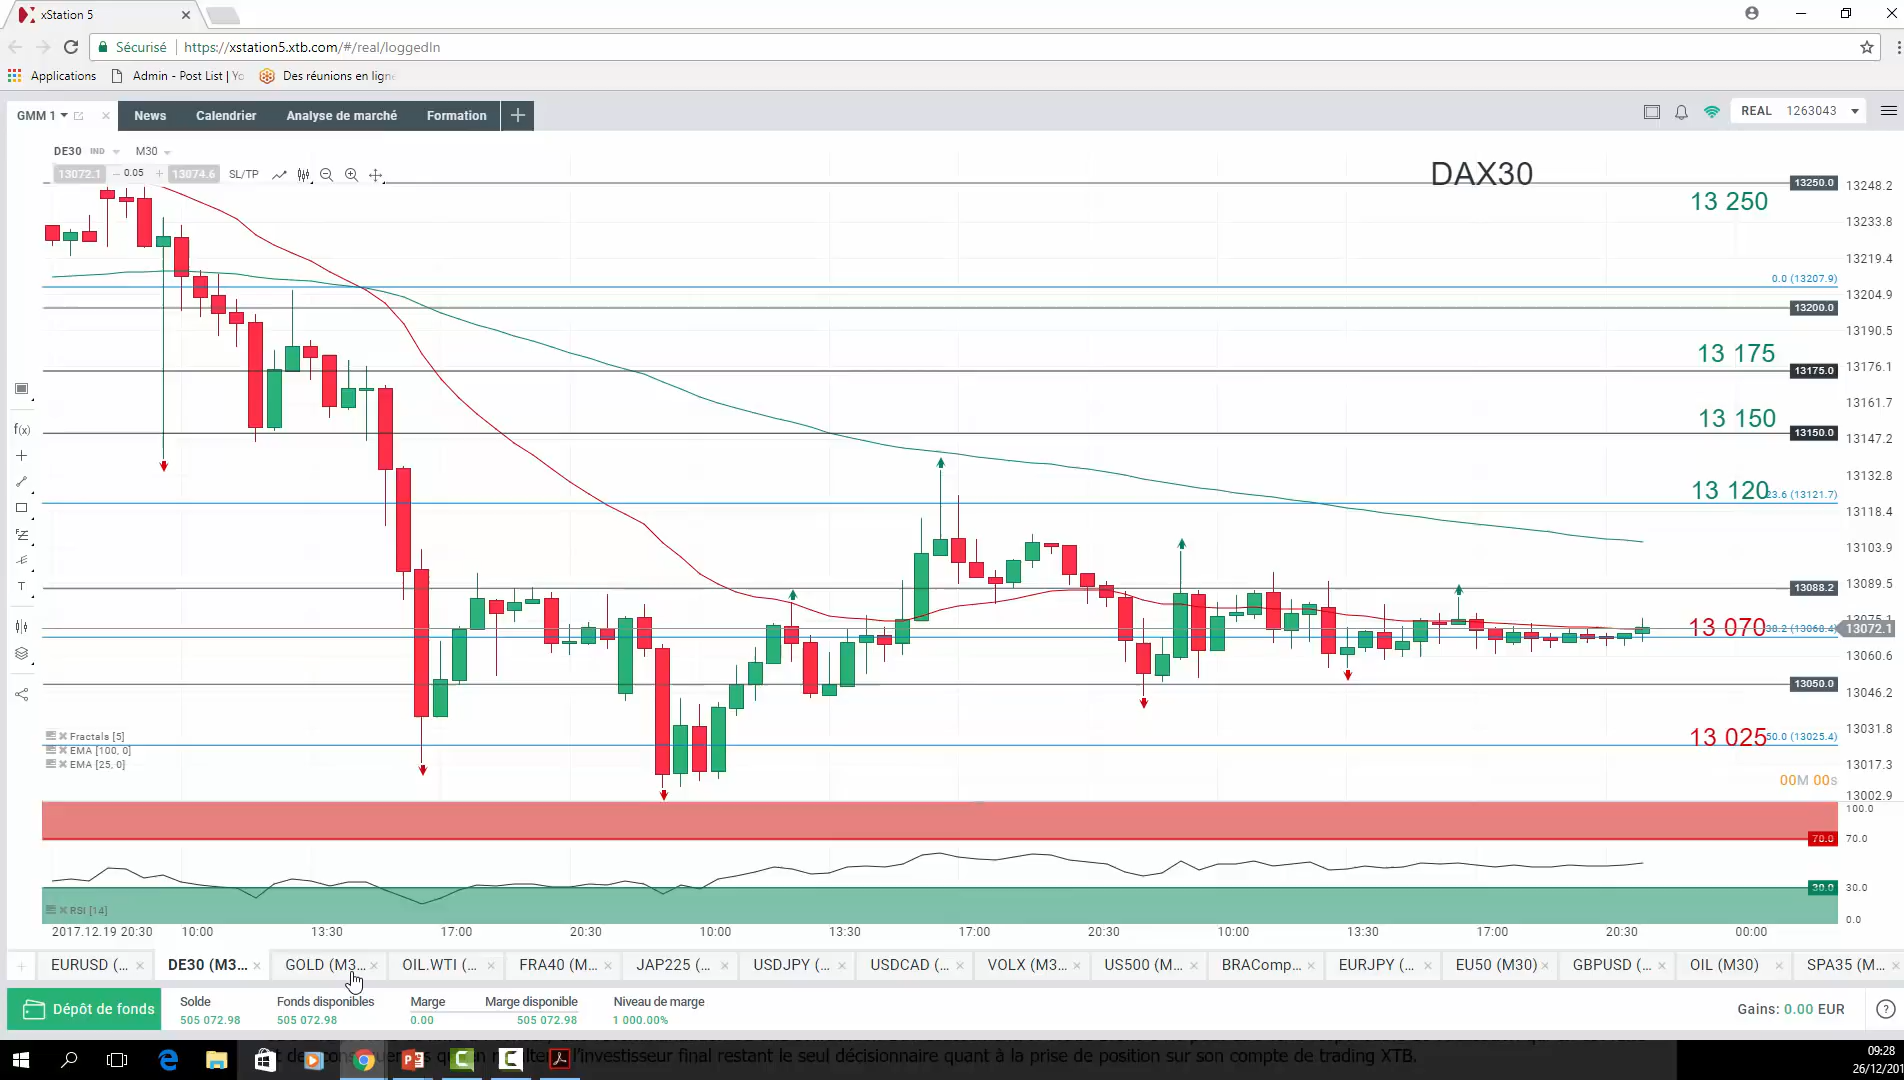 xStation 5
Sécurisé https://xstation5.xtb.com/#/real/loggedIn
Applications Admin - Post List | Des réunions en lign
GMM 1 News Calendrier Analyse de marché Formation REAL 1263043
DE30 IND M30
13072.1 0.05 13074.6 SL/TP
DAX30
13250.0 13248.2
13 250
13233.8
13219.4
0.0 (13207.9)
13204.9
13200.0
13190.5
13 175
13176.1
13175.0
13161.7
13 150
13150.0 13147.2
13132.8
13 120 23.6 (13121.7)
13118.4
13103.9
13088.2 13089.5
13 070 38.2 (13068.4) 13072.1
13060.6
13050.0 13046.2
13031.8
13 025 50.0 (13025.4)
Fractals [5]
EMA [100, 0]
EMA [25, 0]
13017.3
00M 00s
13002.9
100.0
70.0 70.0
30.0 30.0
RSI [14]
0.0
2017.12.19 20:30 10:00 13:30 17:00 20:30 10:00 13:30 17:00 20:30 10:00 13:30 17:00 20:30 00:00
EURUSD (... DE30 (M3... GOLD (M3... OIL.WTI (... FRA40 (M... JAP225 (... USDJPY (... USDCAD (... VOLX (M3... US500 (M... BRAComp... EURJPY (... EU50 (M30) GBPUSD (... OIL (M30) SPA35 (M...
Dépôt de fonds Solde Fonds disponibles Marge Marge disponible Niveau de marge Gains: 0.00 EUR
505 072.98 505 072.98 0.00 505 072.98 1 000.00%
l'investisseur final restant le seul décisionnaire quant à la prise de position sur son compte de trading XTB.
09:28
26/12/201